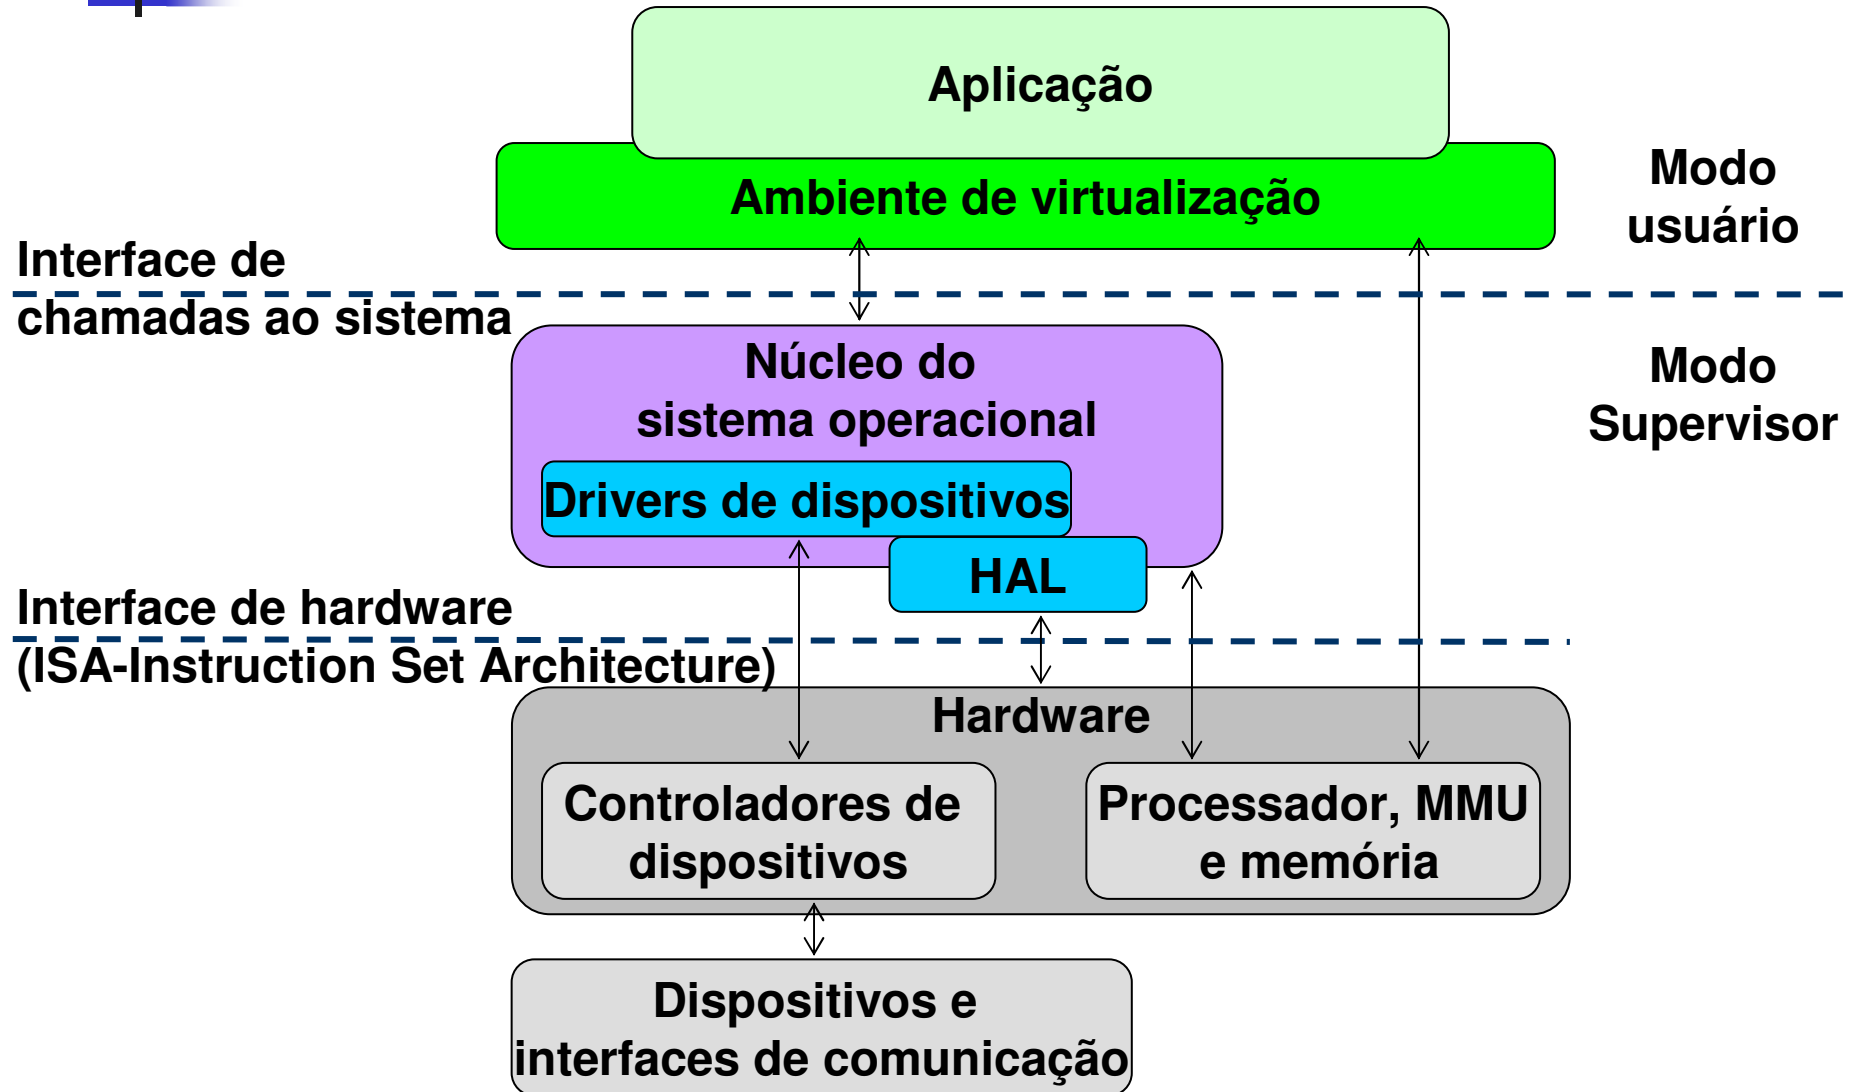 Aplicação
Ambiente de virtualização
Modo
usuário
Interface de
chamadas ao sistema
Núcleo do
sistema operacional
Modo
Supervisor
Drivers de dispositivos
HAL
Interface de hardware
(ISA-Instruction Set Architecture)
Hardware
Controladores de
dispositivos
Processador, MMU
e memória
Dispositivos e
interfaces de comunicação